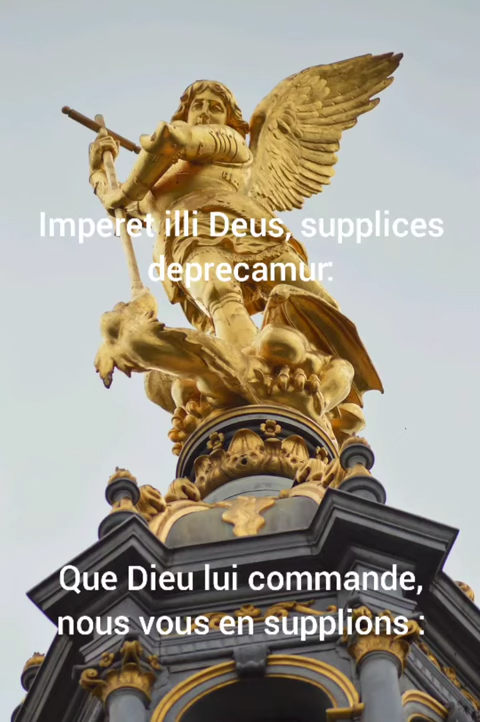 Imperet illi Deus, supplices
deprecamur:
Que Dieu lui commande,
nous vous en supplions :